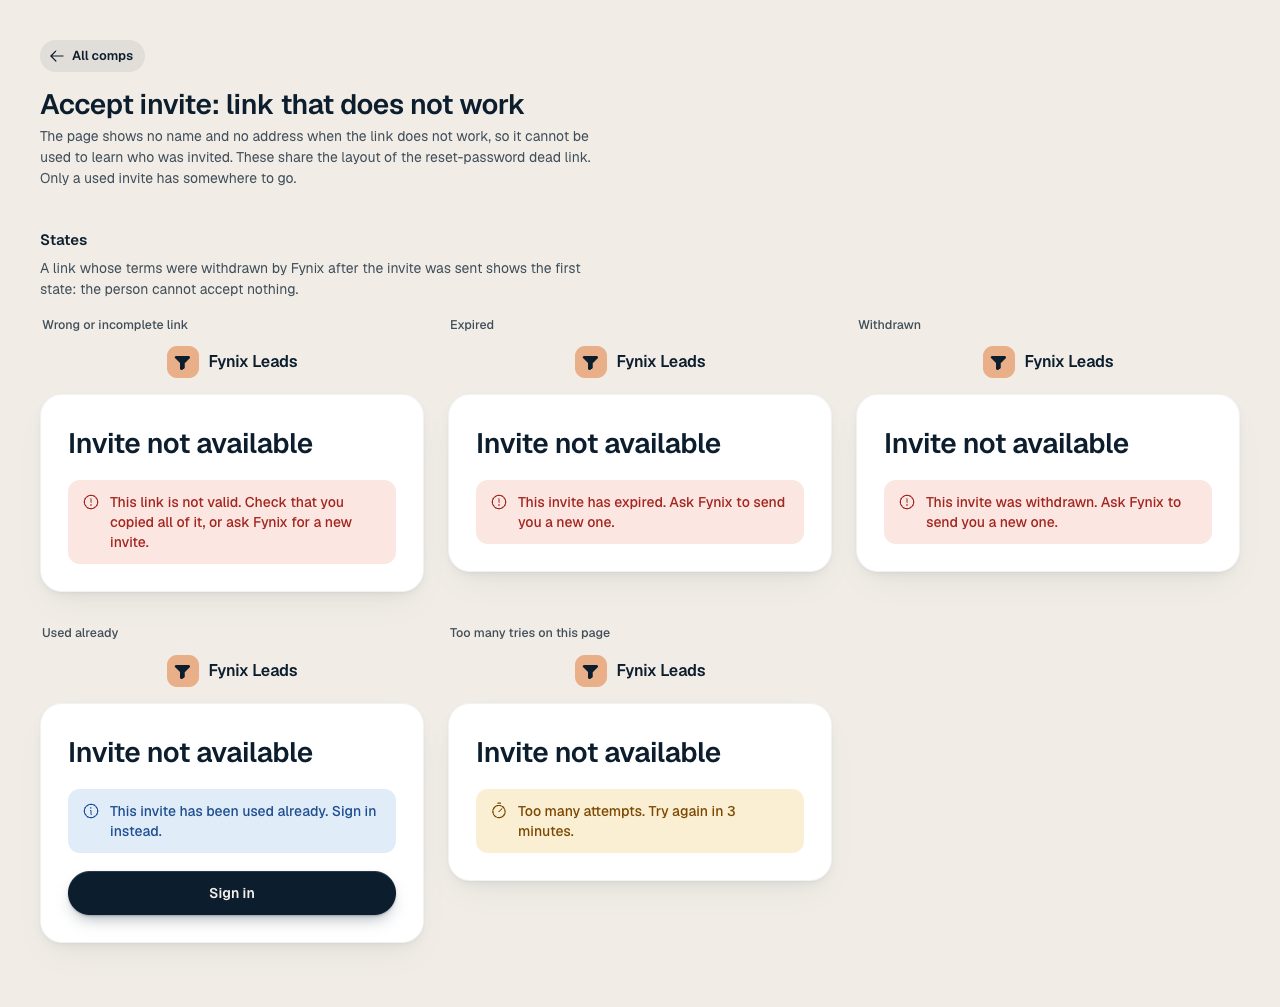 All comps
Accept invite: link that does not work
The page shows no name and no address when the link does not work, so it cannot be
used to learn who was invited. These share the layout of the reset-password dead link.
Only a used invite has somewhere to go.
States
A link whose terms were withdrawn by Fynix after the invite was sent shows the first
state: the person cannot accept nothing.
Wrong or incomplete link
Fynix Leads
Invite not available
This link is not valid. Check that you
copied all of it, or ask Fynix for a new
invite.
Expired
Fynix Leads
Invite not available
This invite has expired. Ask Fynix to send
you a new one.
Withdrawn
Fynix Leads
Invite not available
This invite was withdrawn. Ask Fynix to
send you a new one.
Used already
Fynix Leads
Invite not available
This invite has been used already. Sign in
instead.
Sign in
Too many tries on this page
Fynix Leads
Invite not available
Too many attempts. Try again in 3
minutes.